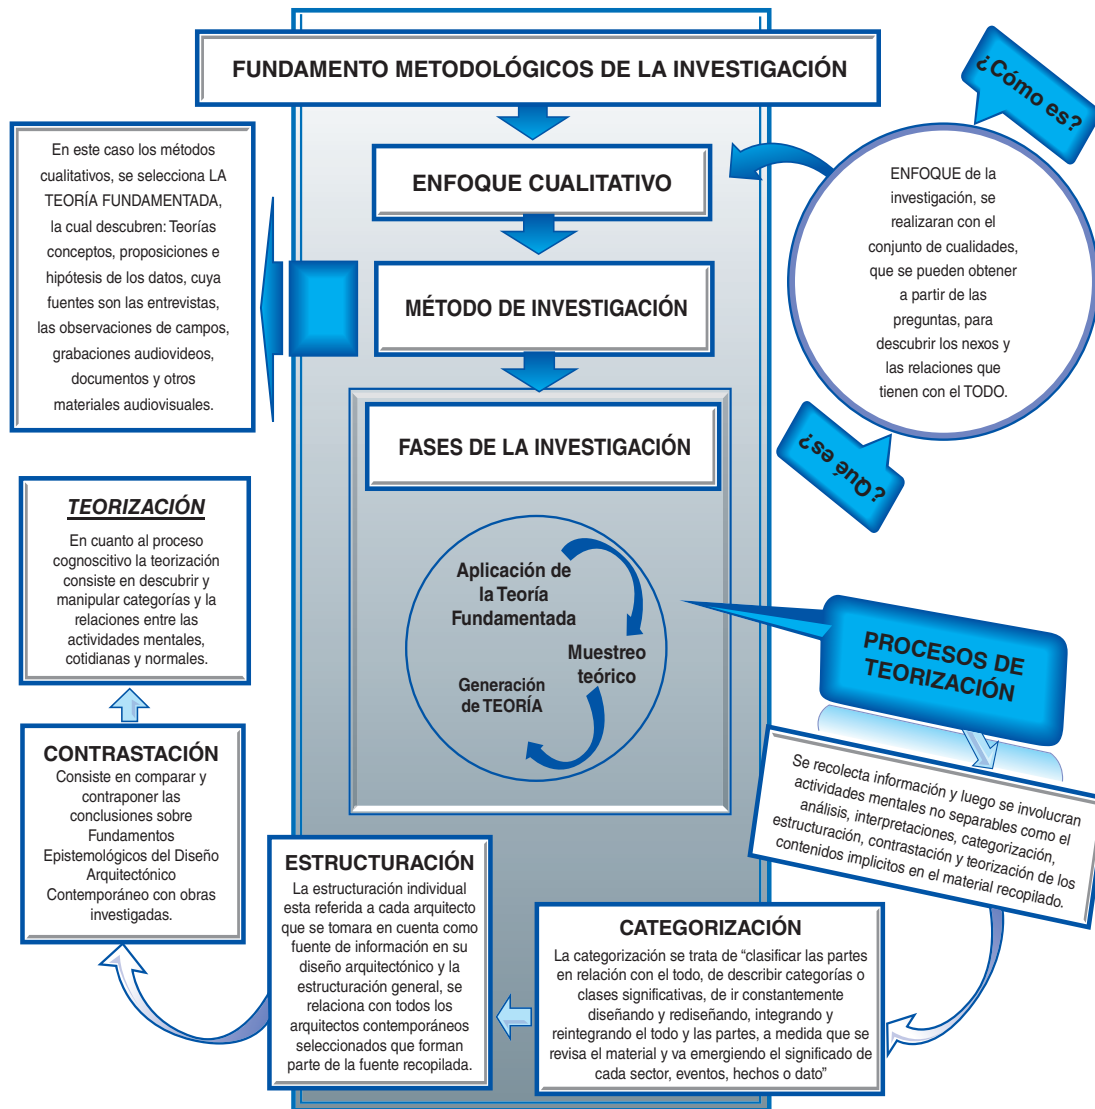 FUNDAMENTO METODOLÓGICOS DE LA INVESTIGACIÓN
ENFOQUE CUALITATIVO
¿Cómo es?
ENFOQUE de la
investigación, se
realizaran con el
conjunto de cualidades,
que se pueden obtener
a partir de las
preguntas, para
descubrir los nexos y
las relaciones que
tienen con el TODO.
¿Qué es?
MÉTODO DE INVESTIGACIÓN
En este caso los métodos
cualitativos, se selecciona LA
TEORÍA FUNDAMENTADA,
la cual descubren: Teorías
conceptos, proposiciones e
hipótesis de los datos, cuya
fuentes son las entrevistas,
las observaciones de campos,
grabaciones audiovideos,
documentos y otros
materiales audiovisuales.
FASES DE LA INVESTIGACIÓN
Aplicación de
la Teoría
Fundamentada
Muestreo
teórico
Generación
de TEORÍA
PROCESOS DE
TEORIZACIÓN
Se recolecta información y luego se involucran
actividades mentales no separables como el
análisis, interpretaciones, categorización,
estructuración, contrastación y teorización de los
contenidos implicitos en el material recopilado.
CATEGORIZACIÓN
La categorización se trata de “clasificar las partes
en relación con el todo, de describir categorías o
clases significativas, de ir constantemente
diseñando y rediseñando, integrando y
reintegrando el todo y las partes, a medida que se
revisa el material y va emergiendo el significado de
cada sector, eventos, hechos o dato”
ESTRUCTURACIÓN
La estructuración individual
esta referida a cada arquitecto
que se tomara en cuenta como
fuente de información en su
diseño arquitectónico y la
estructuración general, se
relaciona con todos los
arquitectos contemporáneos
seleccionados que forman
parte de la fuente recopilada.
CONTRASTACIÓN
Consiste en comparar y
contraponer las
conclusiones sobre
Fundamentos
Epistemológicos del Diseño
Arquitectónico
Contemporáneo con obras
investigadas.
TEORIZACIÓN
En cuanto al proceso
cognoscitivo la teorización
consiste en descubrir y
manipular categorías y la
relaciones entre las
actividades mentales,
cotidianas y normales.